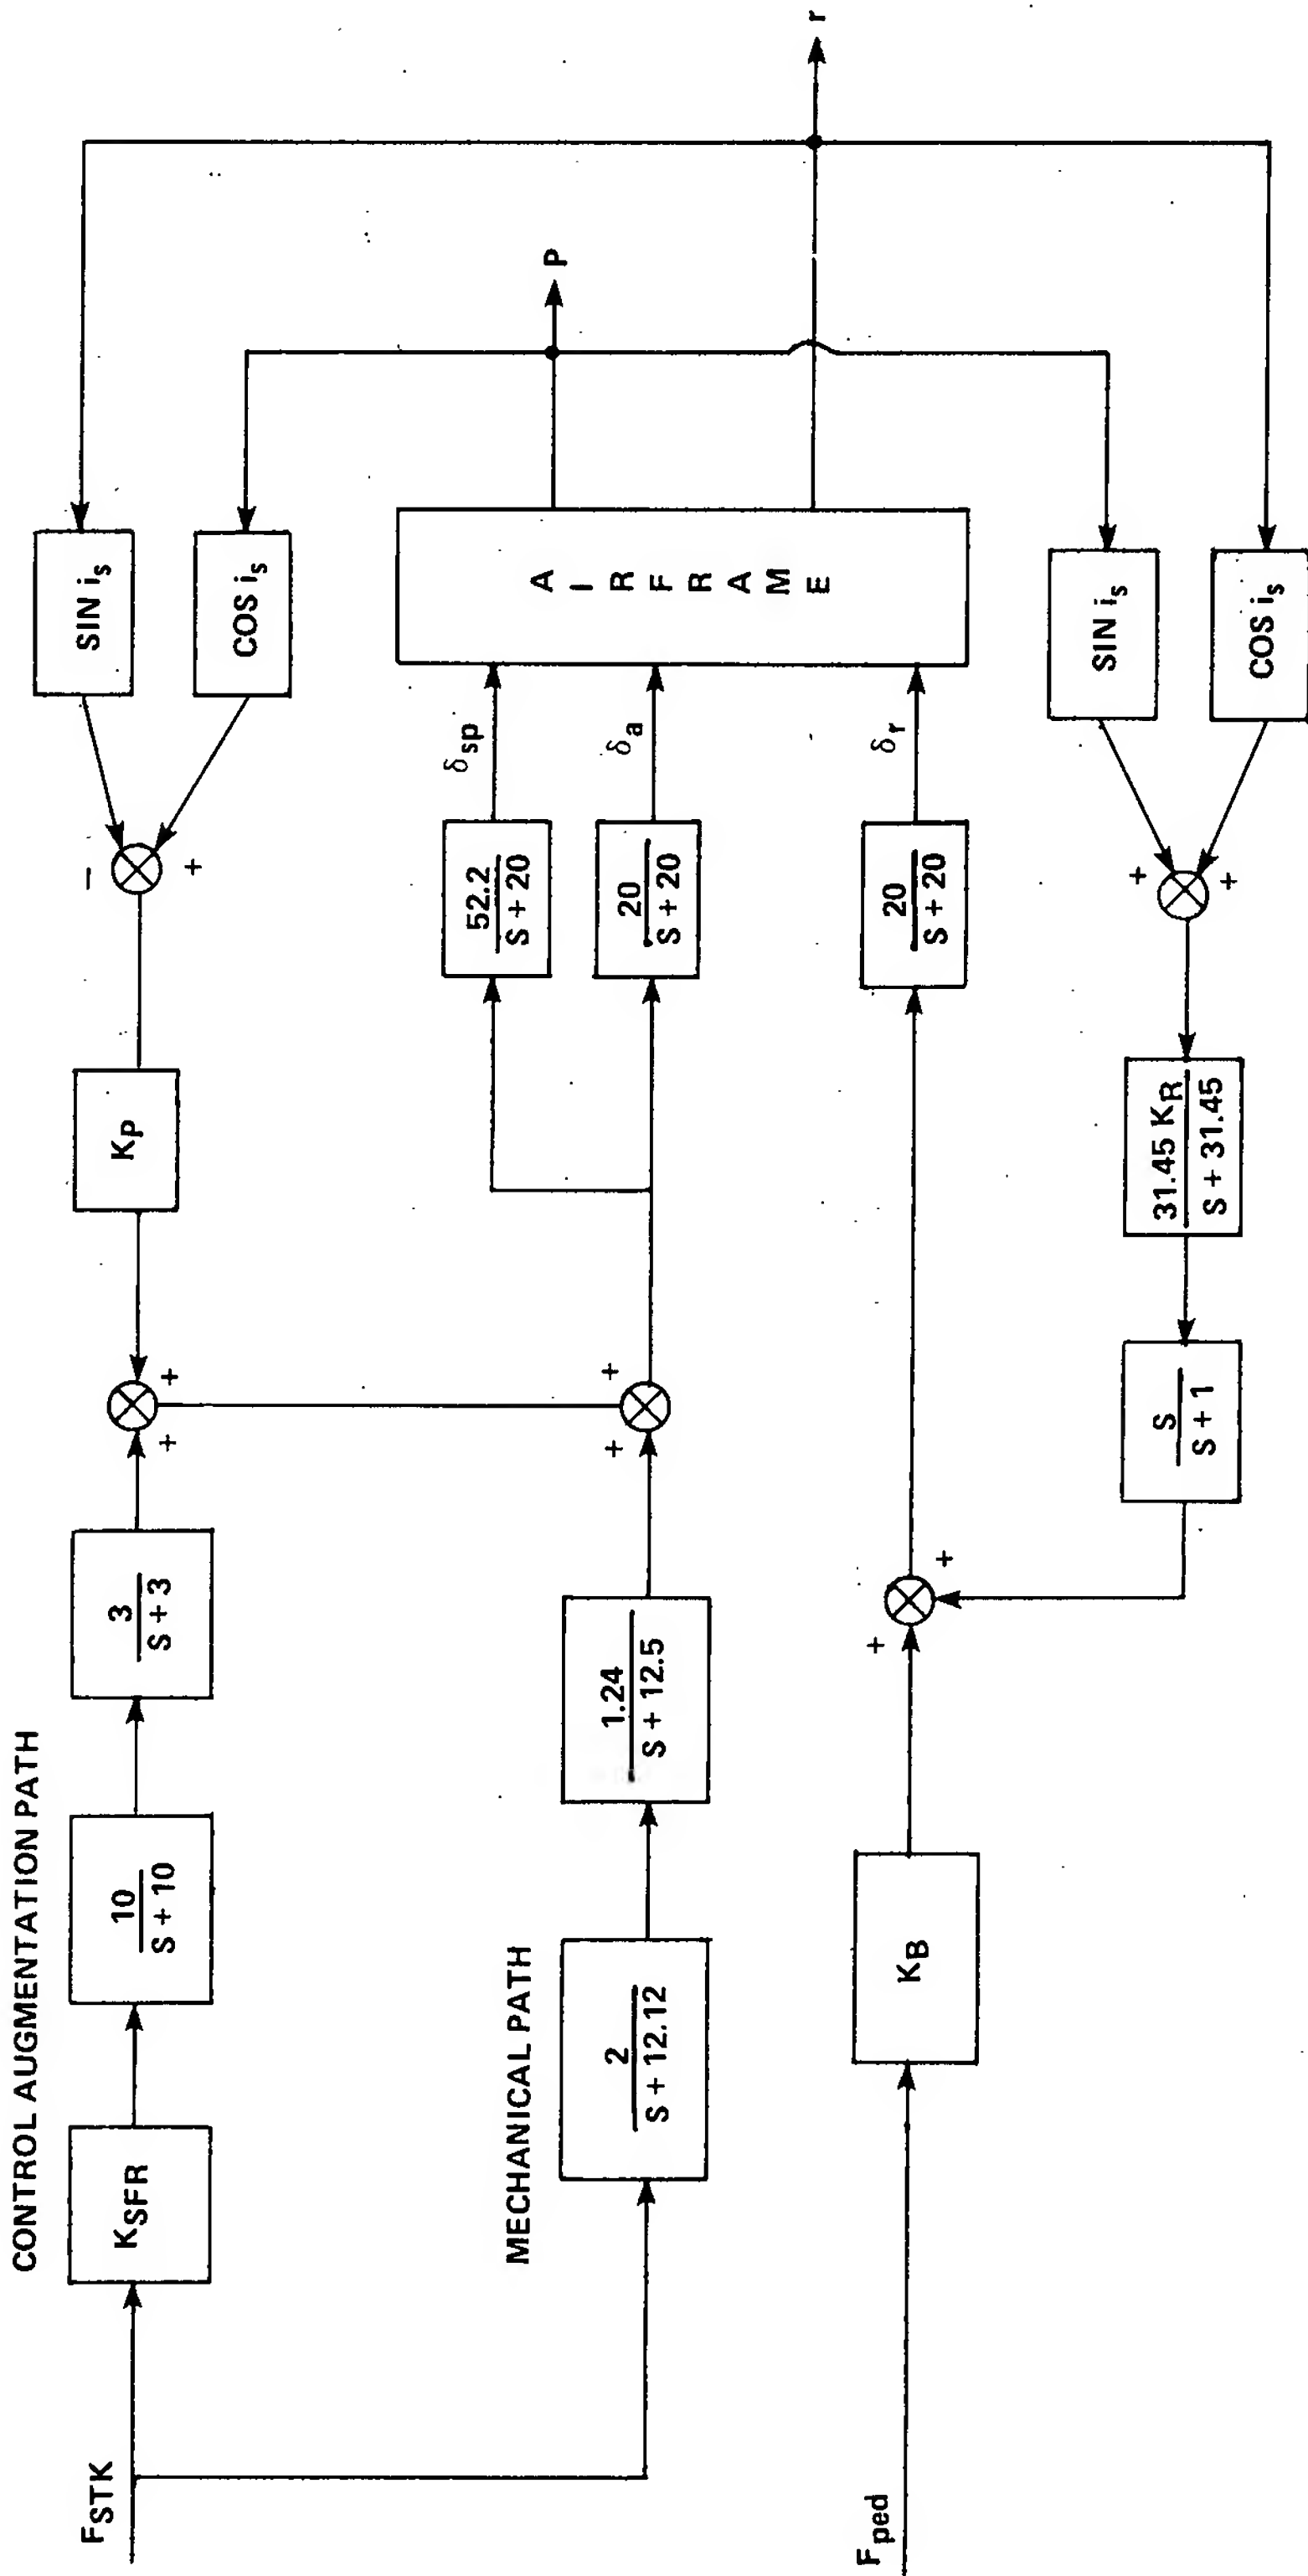 CONTROL AUGMENTATION PATH
F_STK
K_SFR
10
S + 10
3
S + 3
+
+
K_P
-
+
SIN i_s
COS i_s
MECHANICAL PATH
2
S + 12.12
1.24
S + 12.5
+
+
52.2
S + 20
δ_sp
20
S + 20
δ_a
AIRFRAME
P
r
F_ped
K_B
+
+
20
S + 20
δ_r
S
S + 1
31.45 K_R
S + 31.45
+
+
SIN i_s
COS i_s